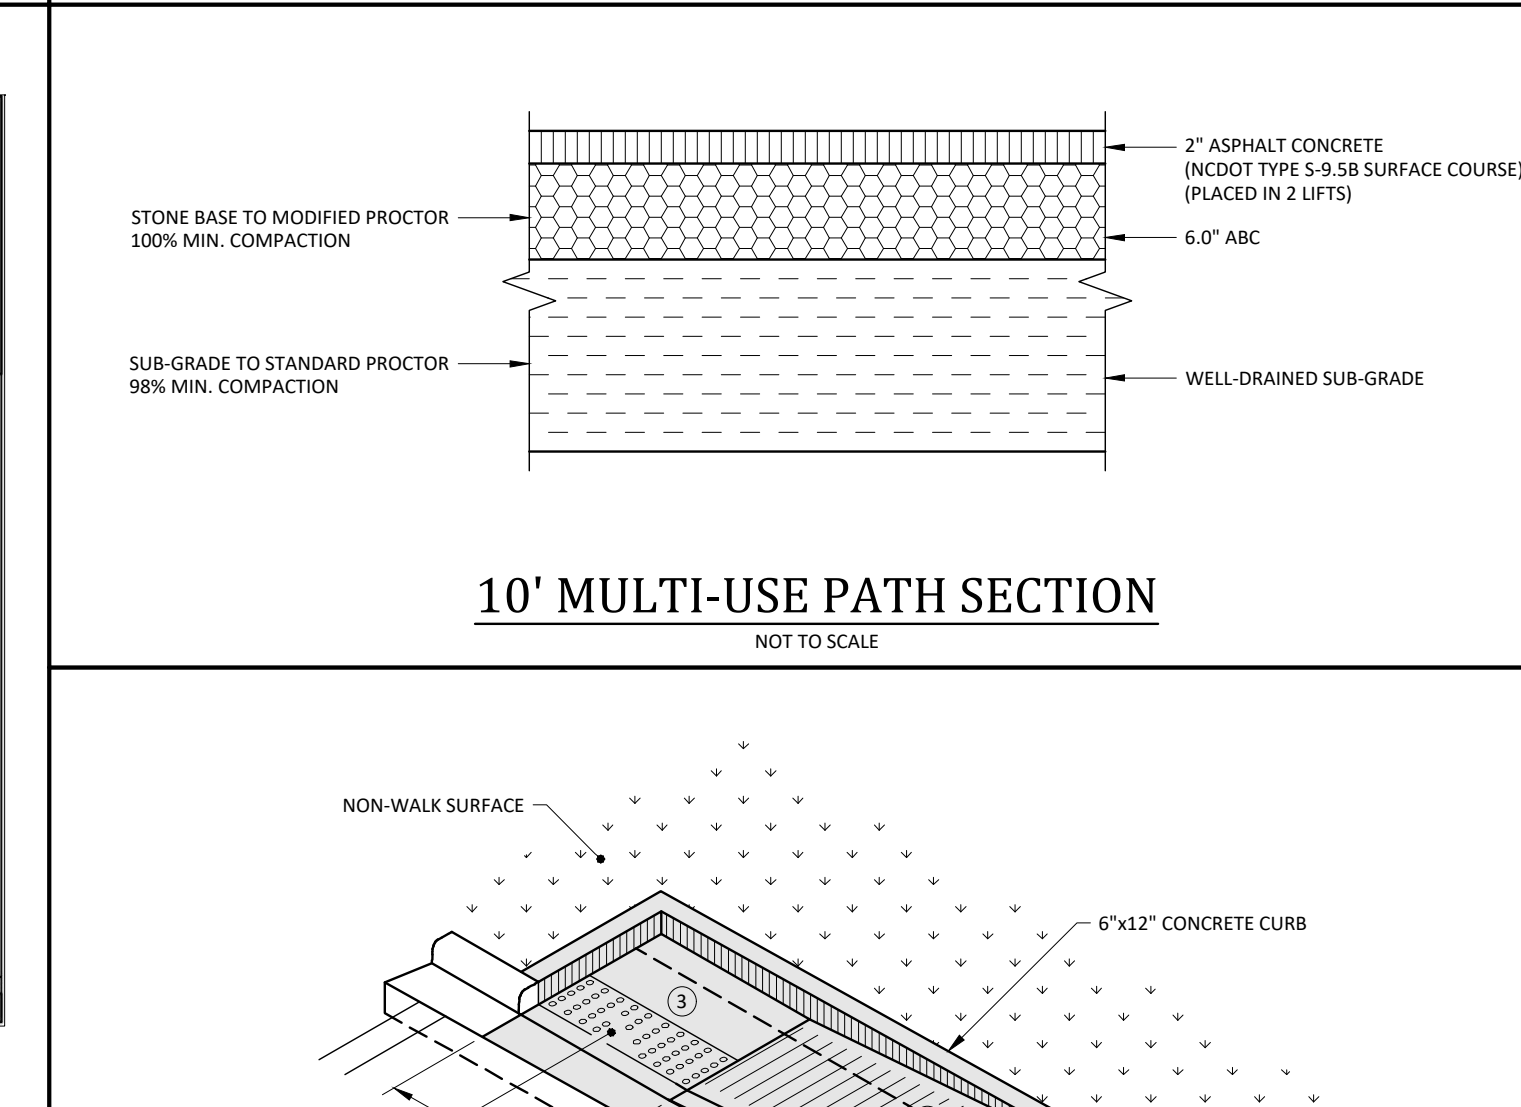 2" ASPHALT CONCRETE
(NCDOT TYPE S-9.5B SURFACE COURSE)
(PLACED IN 2 LIFTS)
STONE BASE TO MODIFIED PROCTOR
100% MIN. COMPACTION
6.0" ABC
SUB-GRADE TO STANDARD PROCTOR
98% MIN. COMPACTION
WELL-DRAINED SUB-GRADE
10' MULTI-USE PATH SECTION
NOT TO SCALE
NON-WALK SURFACE
6"x12" CONCRETE CURB
3